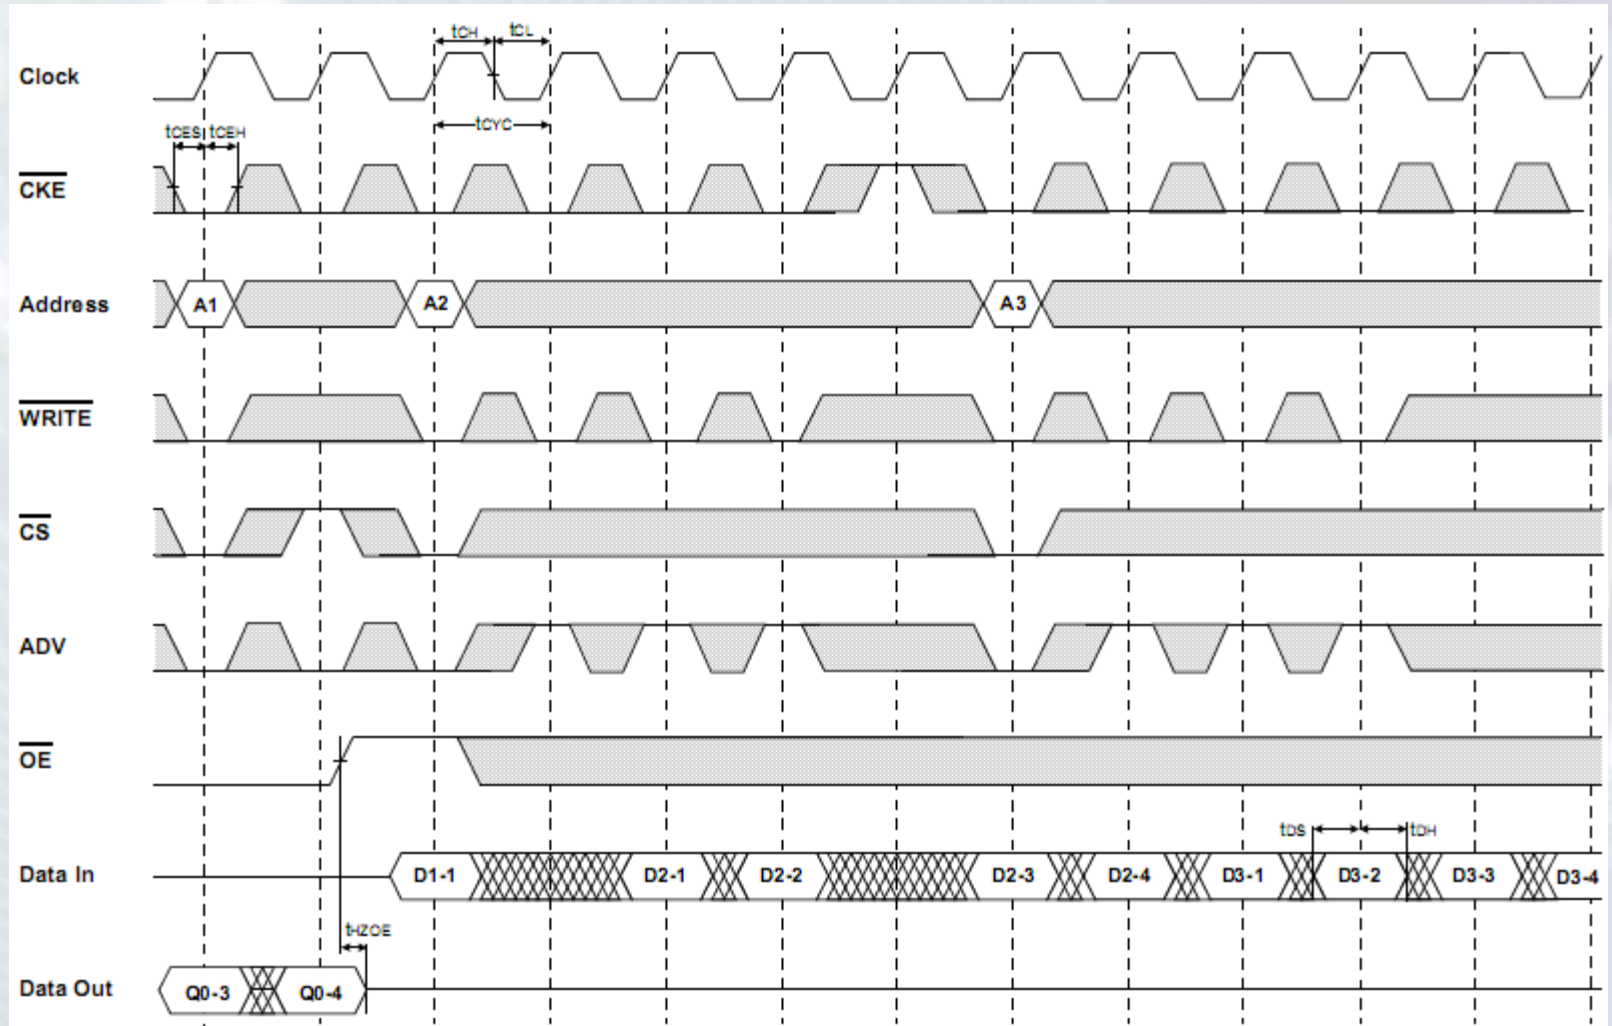 tCH tCL
Clock
tCYC
tCES tCEH
CKE
Address A1 A2 A3
WRITE
CS
ADV
OE
tDS tDH
Data In D1-1 D2-1 D2-2 D2-3 D2-4 D3-1 D3-2 D3-3 D3-4
tHZOE
Data Out Q0-3 Q0-4